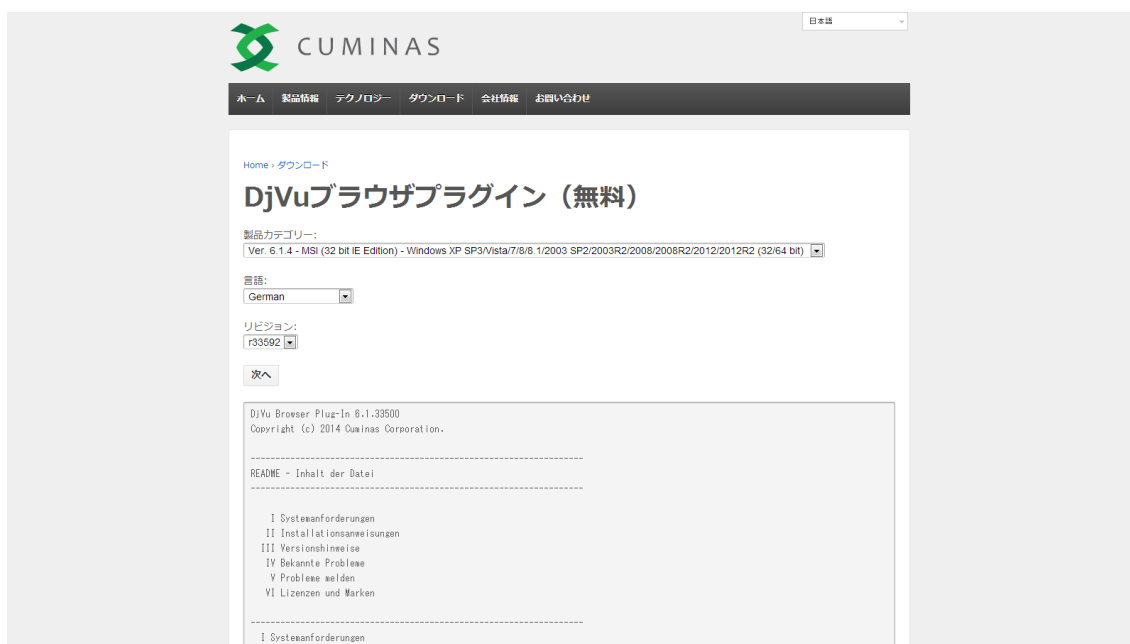 日本語
CUMINAS
ホーム 製品情報 テクノロジー ダウンロード 会社情報 お問い合わせ
Home › ダウンロード
DjVuブラウザプラグイン（無料）
製品カテゴリー:
Ver. 6.1.4 - MSI (32 bit IE Edition) - Windows XP SP3/Vista/7/8/8.1/2003 SP2/2003R2/2008/2008R2/2012/2012R2 (32/64 bit)
言語:
German
リビジョン:
r33592
次へ
DjVu Browser Plug-In 6.1.33500
Copyright (c) 2014 Cuminas Corporation.
------------------------------------------------------------------
README - Inhalt der Datei
------------------------------------------------------------------
I Systemanforderungen
II Installationsanweisungen
III Versionshinweise
IV Bekannte Probleme
V Probleme melden
VI Lizenzen und Marken
------------------------------------------------------------------
I Systemanforderungen